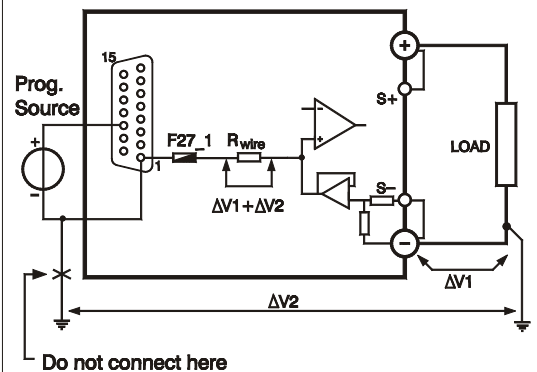 15
+
Prog.
Source
S+
F27_1
Rwire
+
–
LOAD
1
+
–
S–
ΔV1+ΔV2
–
ΔV1
ΔV2
Do not connect here